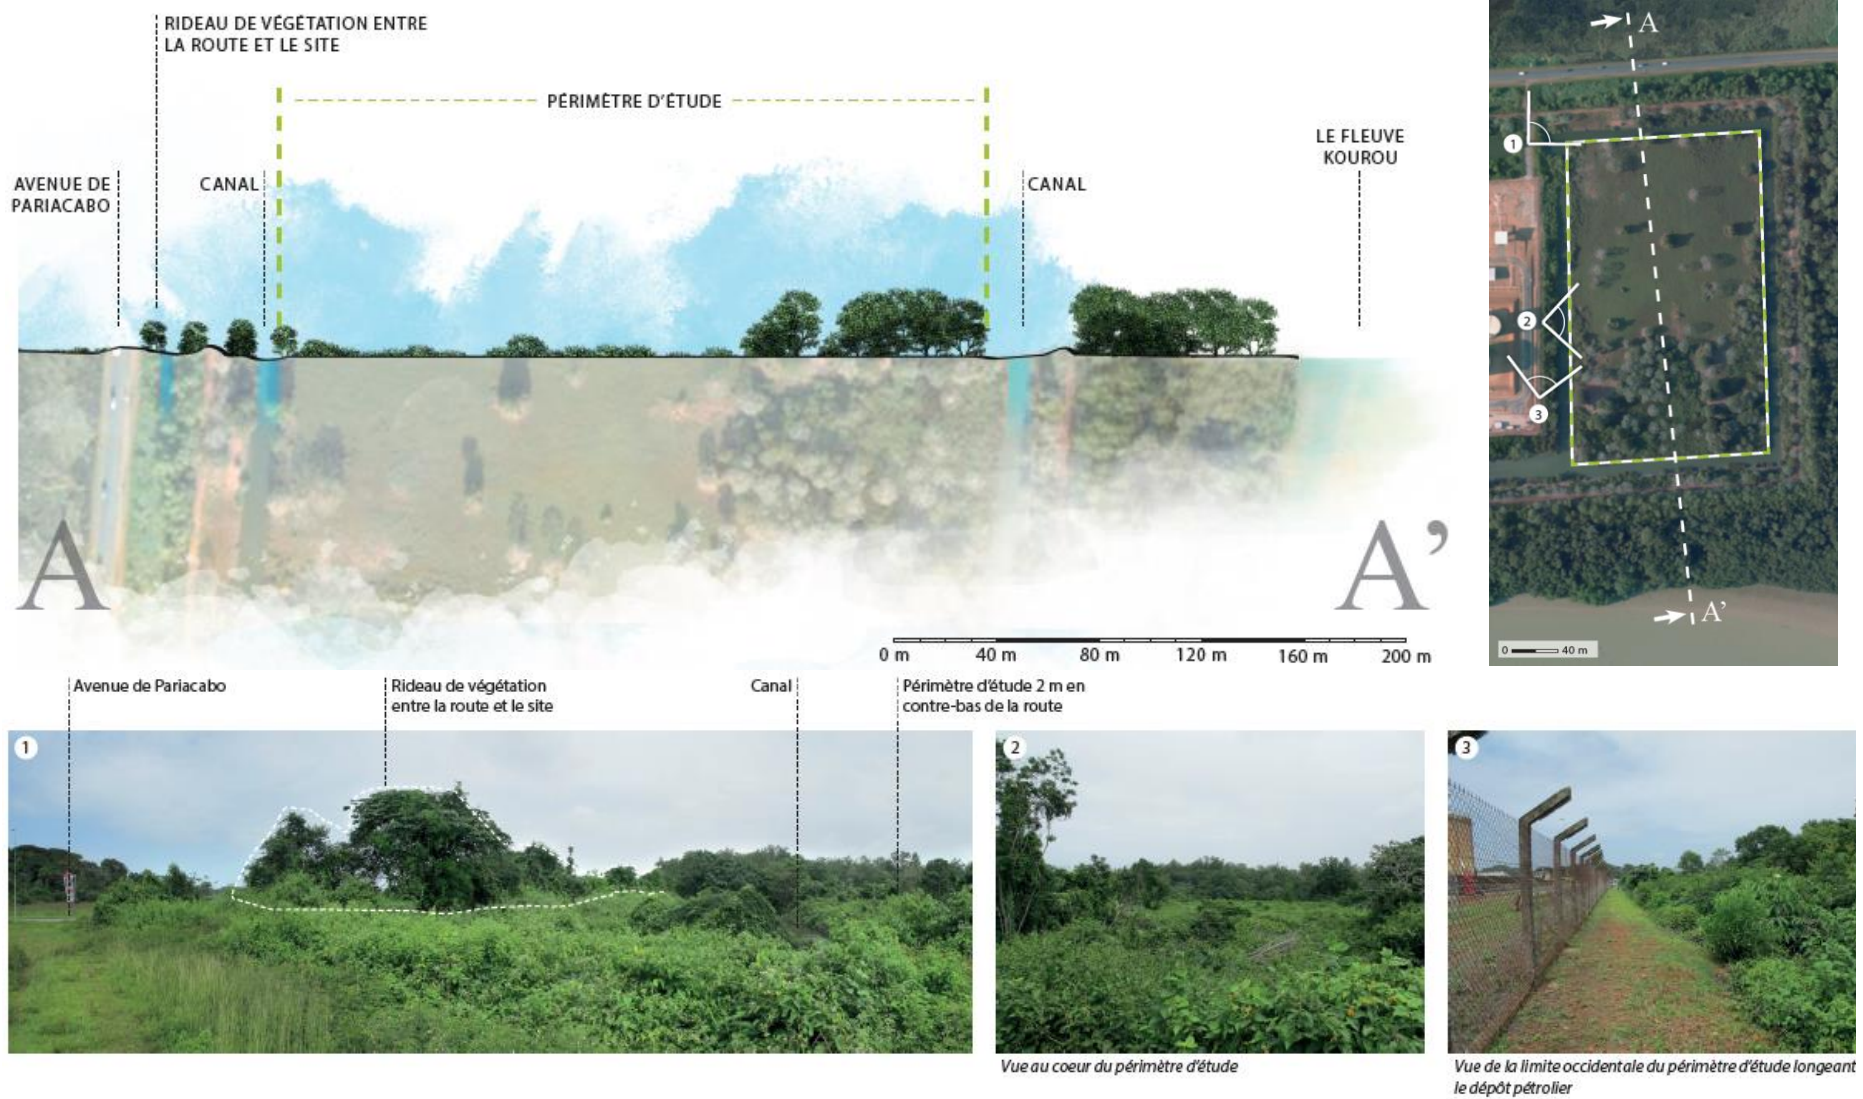 RIDEAU DE VÉGÉTATION ENTRE
LA ROUTE ET LE SITE
PÉRIMÈTRE D'ÉTUDE
LE FLEUVE
KOUROU
AVENUE DE
PARIACABO
CANAL
CANAL
A
A'
0 m
40 m
80 m
120 m
160 m
200 m
A
1
2
3
A'
0
40 m
Avenue de Pariacabo
Rideau de végétation
entre la route et le site
Canal
Périmètre d'étude 2 m en
contre-bas de la route
1
2
3
Vue au coeur du périmètre d'étude
Vue de la limite occidentale du périmètre d'étude longeant
le dépôt pétrolier